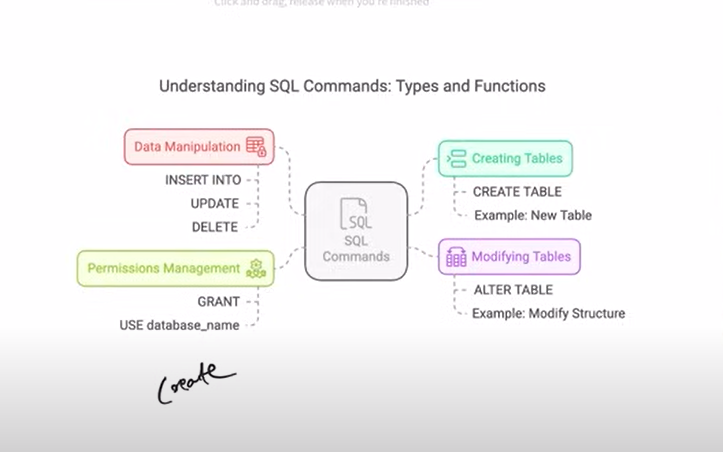 Click and drag, release when you're finished
Understanding SQL Commands: Types and Functions
Data Manipulation
INSERT INTO
UPDATE
DELETE
Permissions Management
GRANT
USE database_name
SQL
SQL
Commands
Creating Tables
CREATE TABLE
Example: New Table
Modifying Tables
ALTER TABLE
Example: Modify Structure
Create